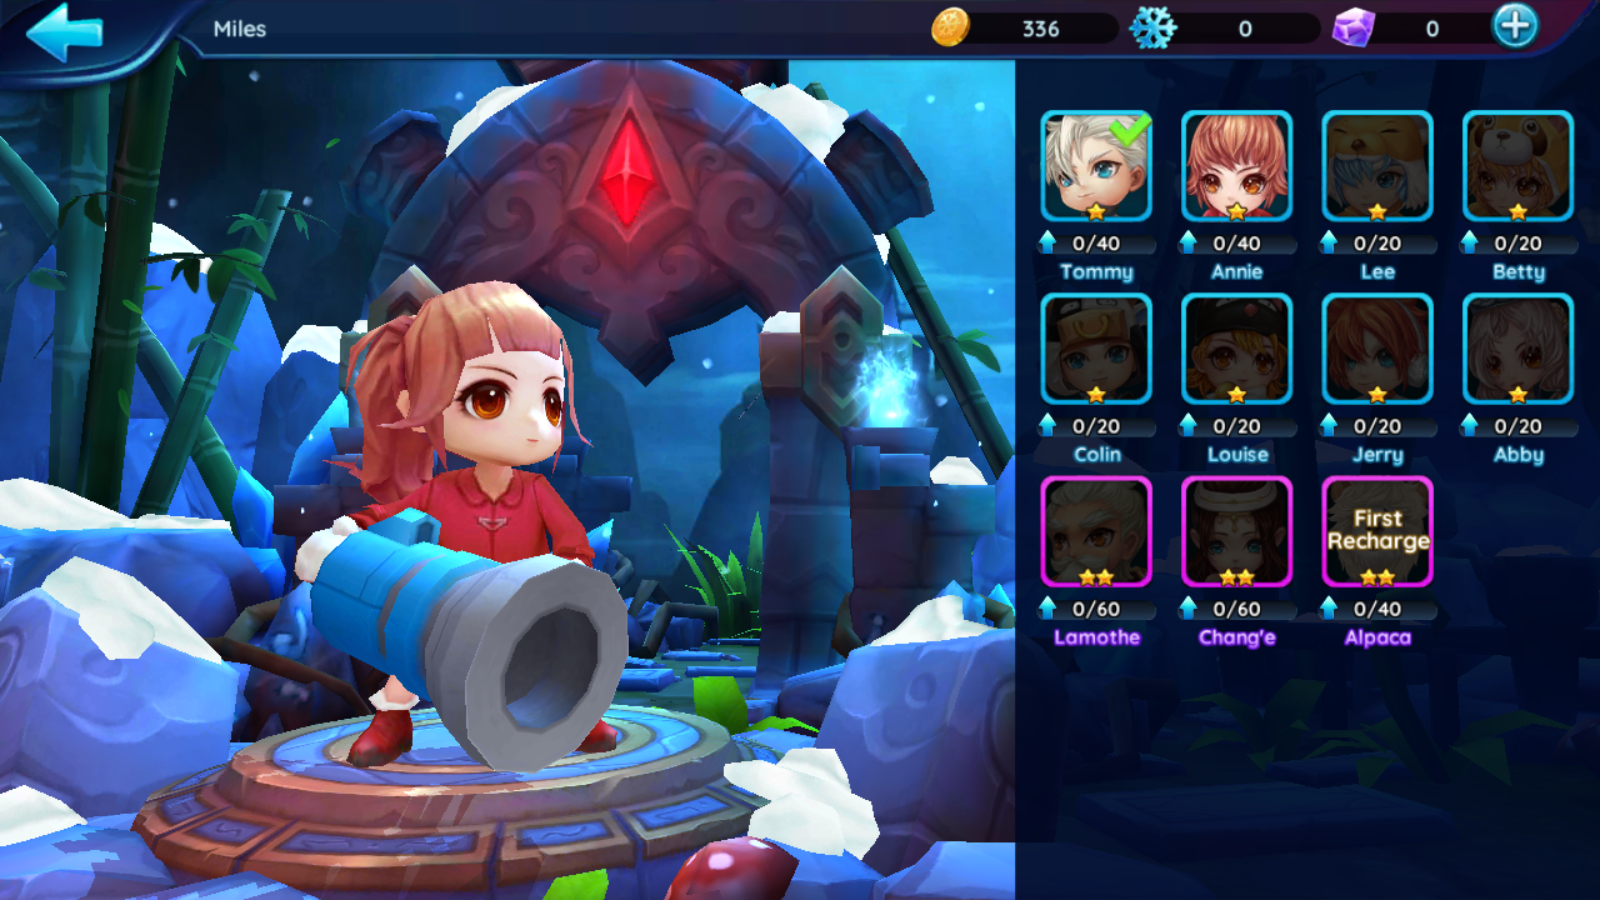 Miles
336
0
0
0/40
0/40
0/20
0/20
Tommy
Annie
Lee
Betty
0/20
0/20
0/20
0/20
Colin
Louise
Jerry
Abby
First
Recharge
0/60
0/60
0/40
Lamothe
Chang'e
Alpaca